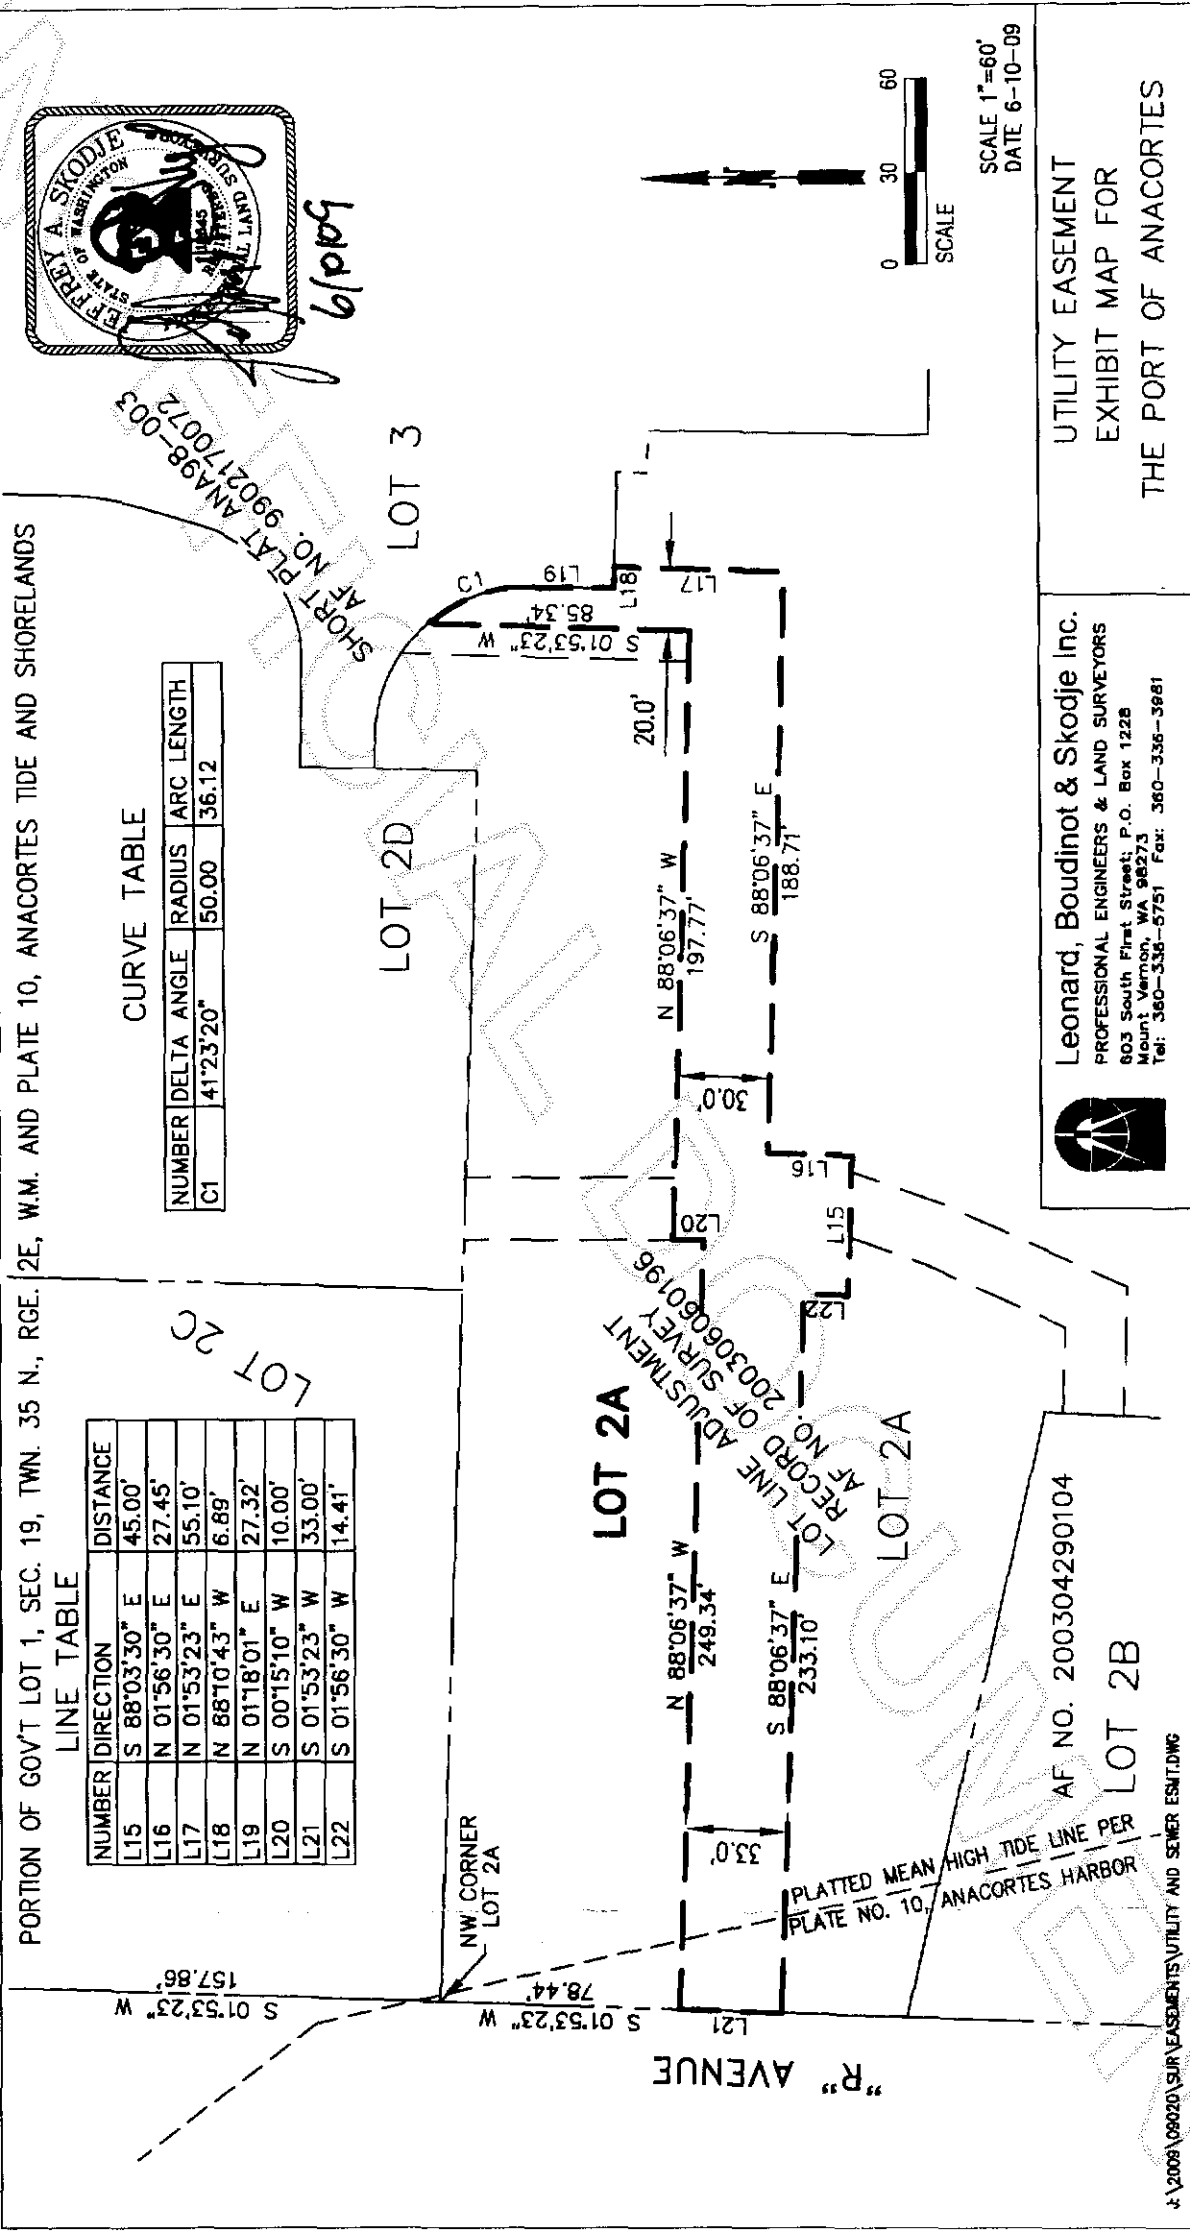 PORTION OF GOV'T LOT 1, SEC. 19, TWN. 35 N., RGE. 2E, W.M. AND PLATE 10, ANACORTES TIDE AND SHORELANDS
LINE TABLE
NUMBER DIRECTION DISTANCE
L15 S 88°03'30" E 45.00'
L16 N 01°56'30" E 27.45'
L17 N 01°53'23" E 55.10'
L18 N 88°10'43" W 6.89'
L19 N 01°18'01" E 27.32'
L20 S 00°15'10" W 10.00'
L21 S 01°53'23" W 33.00'
L22 S 01°56'30" W 14.41'
CURVE TABLE
NUMBER DELTA ANGLE RADIUS ARC LENGTH
C1 41°23'20" 50.00 36.12
JEFFREY A. SKODJE
STATE OF WASHINGTON
LAND SURVEYOR
6/10/09
SHORT PLAT ANA98-003
AF NO. 9902170072
LOT 2C
LOT 2D
LOT 3
S 01°53'23" W
157.86'
NW CORNER
LOT 2A
S 01°53'23" W
78.44'
"R" AVENUE
L21
33.0'
N 88°06'37" W
249.34'
S 88°06'37" E
233.10'
LOT 2A
LOT LINE ADJUSTMENT
RECORD OF SURVEY
AF NO. 200306060196
L20
L22
L15
L16
30.0'
N 88°06'37" W
197.77'
S 88°06'37" E
188.71'
20.0'
S 01°53'23" W
85.34'
C1
L19
L18
L17
LOT 2A
PLATTED MEAN HIGH TIDE LINE PER
PLATE NO. 10, ANACORTES HARBOR
AF NO. 200304290104
LOT 2B
0 30 60
SCALE
SCALE 1"=60'
DATE 6-10-09
Leonard, Boudinot & Skodje Inc.
PROFESSIONAL ENGINEERS & LAND SURVEYORS
603 South First Street; P.O. Box 1228
Mount Vernon, WA 98273
Tel: 360-336-5751 Fax: 360-336-3981
UTILITY EASEMENT
EXHIBIT MAP FOR
THE PORT OF ANACORTES
J:\2009\09020\SUR\EASEMENTS\UTILITY AND SEWER ESMT.DWG
UNOFFICIAL DOCUMENT